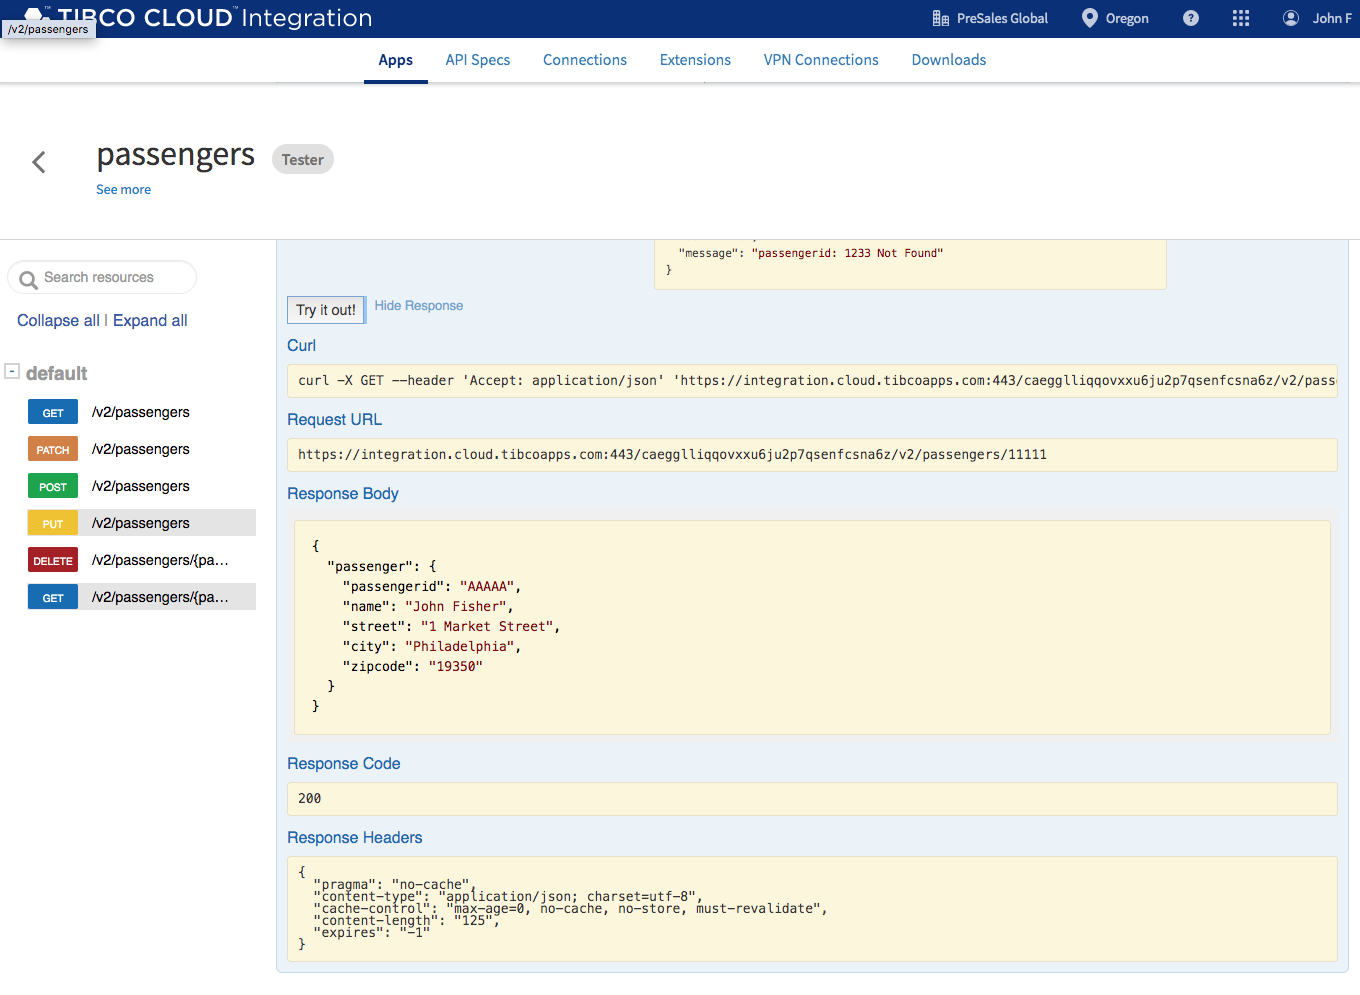 TIBCO CLOUD™ Integration
/v2/passengers
PreSales Global
Oregon
?
John F
Apps
API Specs
Connections
Extensions
VPN Connections
Downloads
passengers
Tester
See more
Search resources
Collapse all | Expand all
- default
GET /v2/passengers
PATCH /v2/passengers
POST /v2/passengers
PUT /v2/passengers
DELETE /v2/passengers/{pa...
GET /v2/passengers/{pa...
"message": "passengerid: 1233 Not Found"
}
Try it out!
Hide Response
Curl
curl -X GET --header 'Accept: application/json' 'https://integration.cloud.tibcoapps.com:443/caegglliqqovxxu6ju2p7qsenfcsna6z/v2/pass
Request URL
https://integration.cloud.tibcoapps.com:443/caegglliqqovxxu6ju2p7qsenfcsna6z/v2/passengers/11111
Response Body
{
"passenger": {
"passengerid": "AAAAA",
"name": "John Fisher",
"street": "1 Market Street",
"city": "Philadelphia",
"zipcode": "19350"
}
}
Response Code
200
Response Headers
{
"pragma": "no-cache",
"content-type": "application/json; charset=utf-8",
"cache-control": "max-age=0, no-cache, no-store, must-revalidate",
"content-length": "125",
"expires": "-1"
}